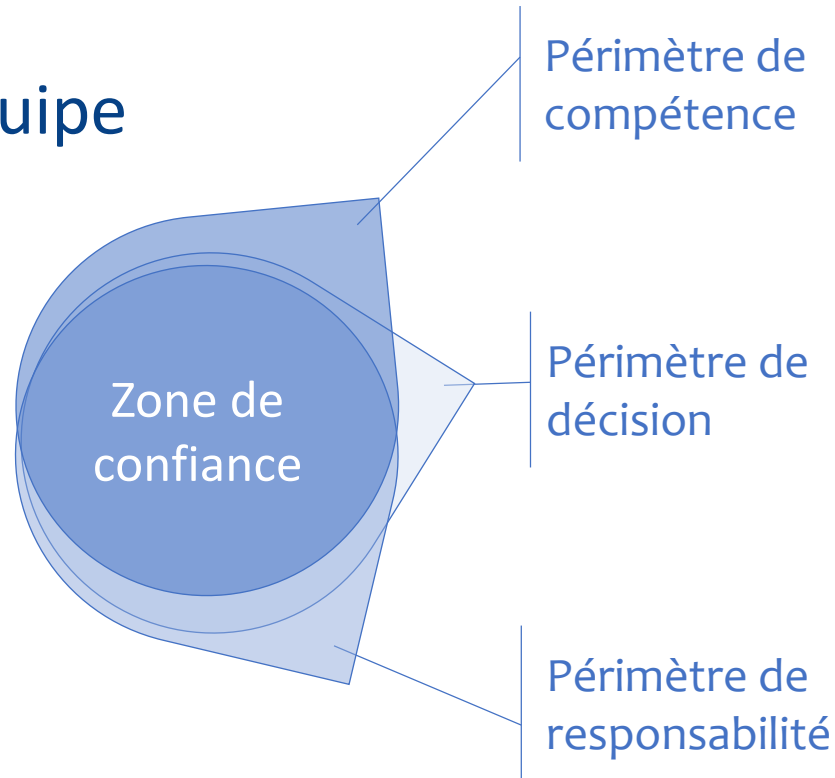 uipe
Périmètre de
compétence
Zone de
confiance
Périmètre de
décision
Périmètre de
responsabilité